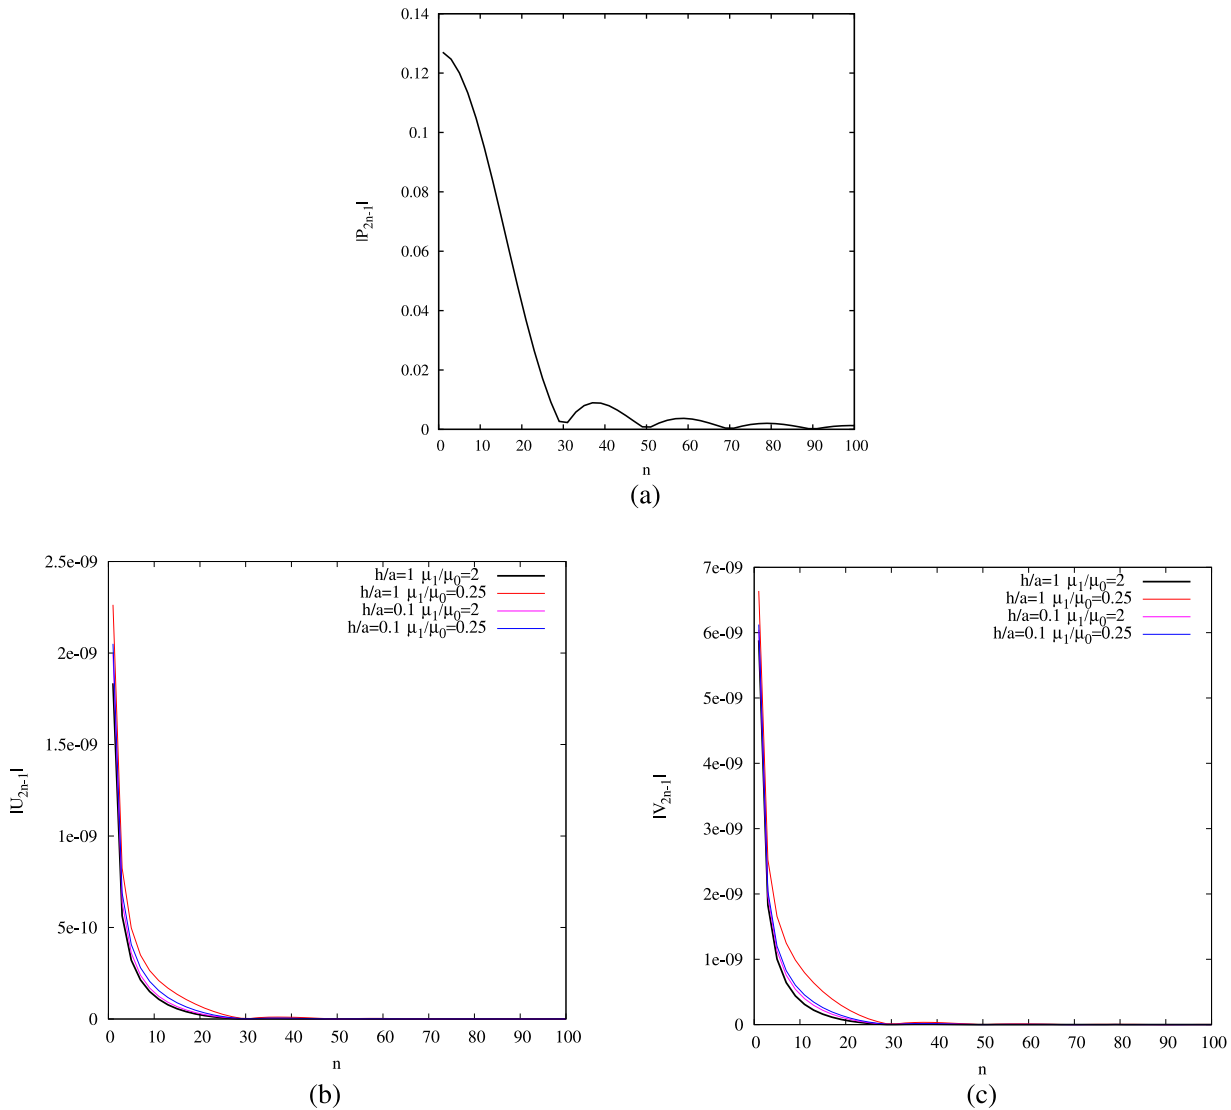 0.14
0.12
0.1
0.08
0.06
0.04
0.02
0
|P2n-1|
0 10 20 30 40 50 60 70 80 90 100
n
(a)
2.5e-09
2e-09
1.5e-09
1e-09
5e-10
0
|U2n-1|
h/a=1 μ1/μ0=2
h/a=1 μ1/μ0=0.25
h/a=0.1 μ1/μ0=2
h/a=0.1 μ1/μ0=0.25
0 10 20 30 40 50 60 70 80 90 100
n
(b)
7e-09
6e-09
5e-09
4e-09
3e-09
2e-09
1e-09
0
|V2n-1|
h/a=1 μ1/μ0=2
h/a=1 μ1/μ0=0.25
h/a=0.1 μ1/μ0=2
h/a=0.1 μ1/μ0=0.25
0 10 20 30 40 50 60 70 80 90 100
n
(c)